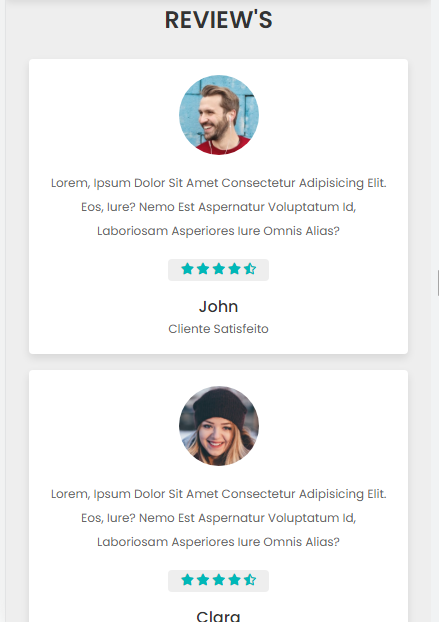 REVIEW'S
Lorem, Ipsum Dolor Sit Amet Consectetur Adipisicing Elit.
Eos, Iure? Nemo Est Aspernatur Voluptatum Id,
Laboriosam Asperiores Iure Omnis Alias?
John
Cliente Satisfeito
Lorem, Ipsum Dolor Sit Amet Consectetur Adipisicing Elit.
Eos, Iure? Nemo Est Aspernatur Voluptatum Id,
Laboriosam Asperiores Iure Omnis Alias?
Clara